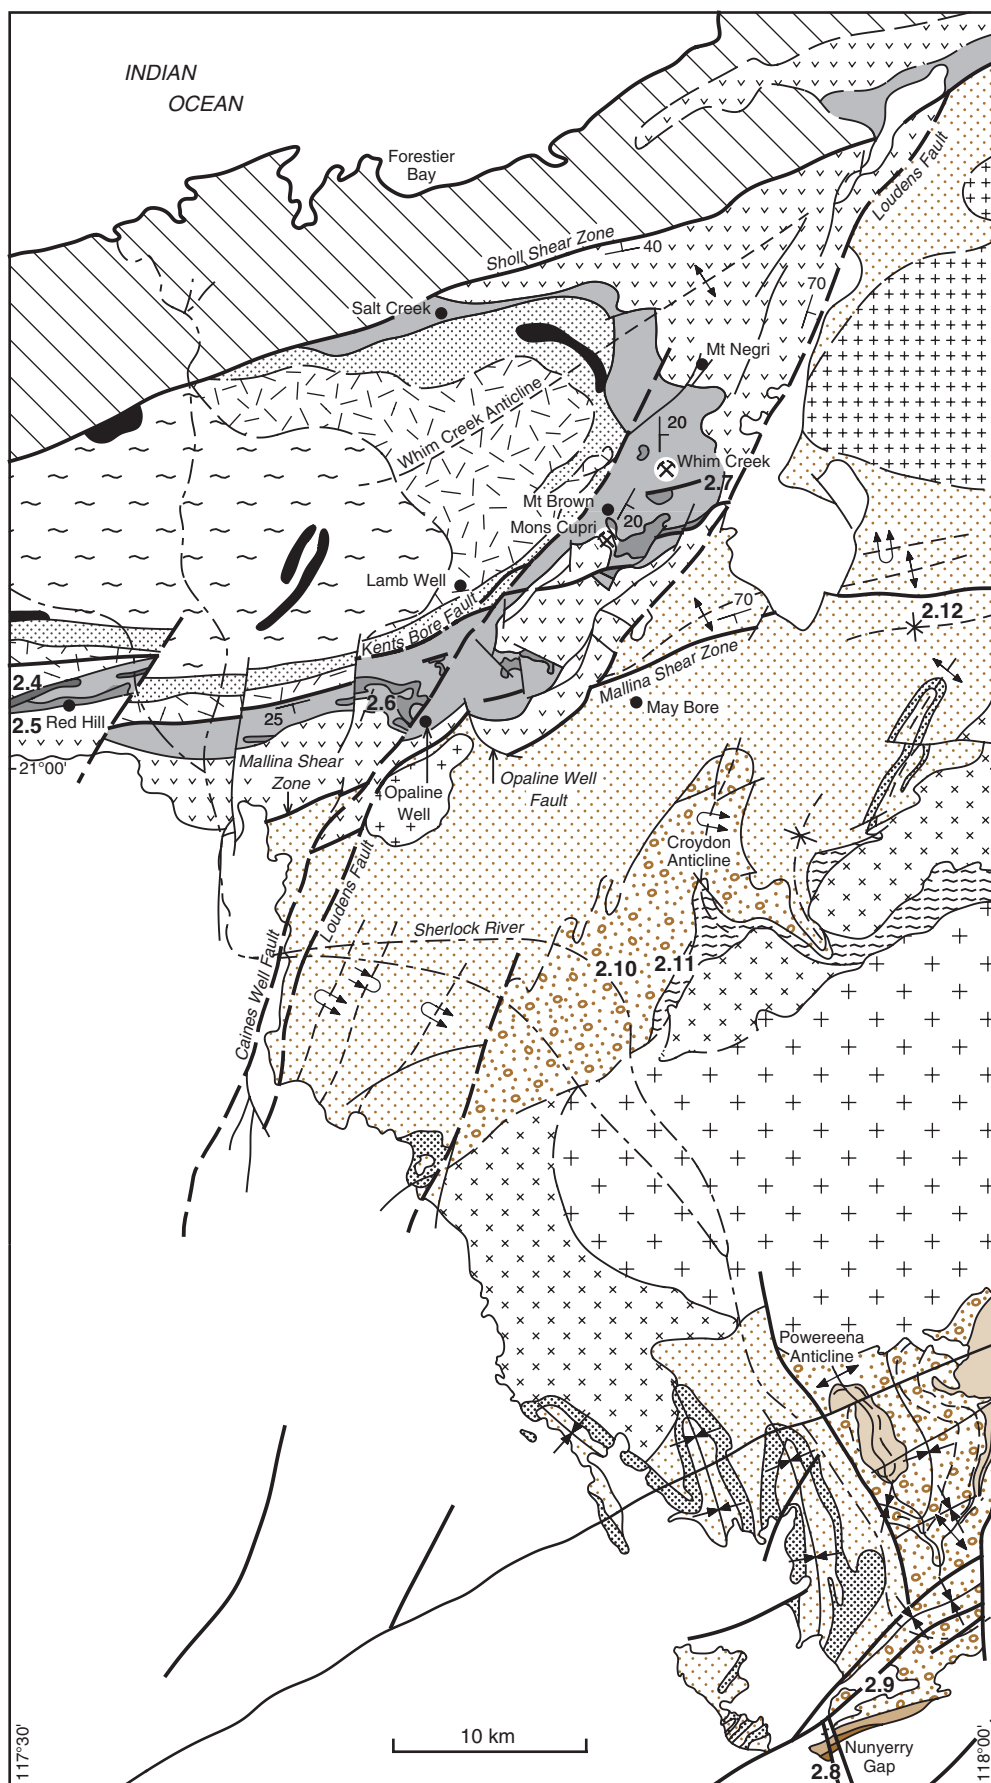 INDIAN
OCEAN
Forestier
Bay
Loudens Fault
Sholl Shear Zone
40
70
Salt Creek
Mt Negri
Whim Creek Anticline
20
Whim Creek
2.7
Mt Brown
Mons Cupri
20
Lamb Well
Kents Bore Fault
70
2.12
Mallina Shear Zone
2.4
2.5
Red Hill
25
2.6
May Bore
21°00'
Mallina Shear
Zone
Opaline
Well
Opaline Well
Fault
Croydon
Anticline
Loudens Fault
Sherlock River
Caines Well Fault
2.10
2.11
Powereena
Anticline
2.9
10 km
Nunyerry
Gap
2.8
117°30'
118°00'